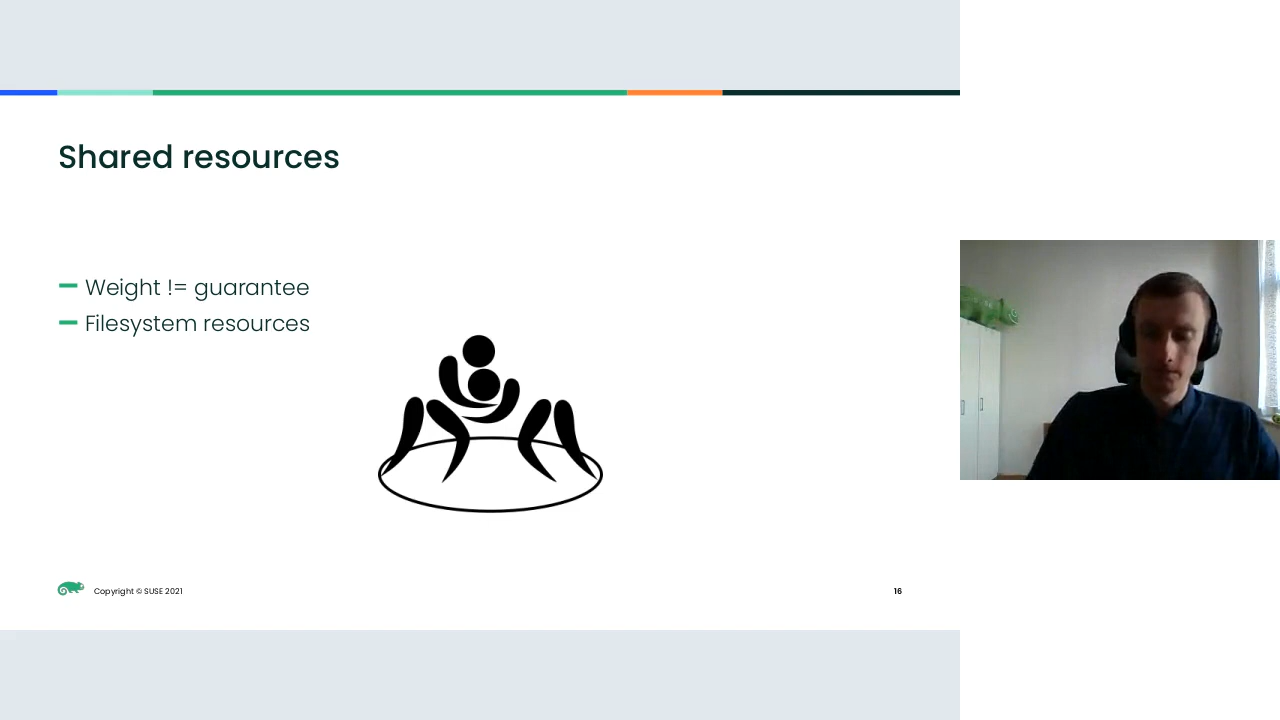 Shared resources
Weight != guarantee
Filesystem resources
Copyright © SUSE 2021
16